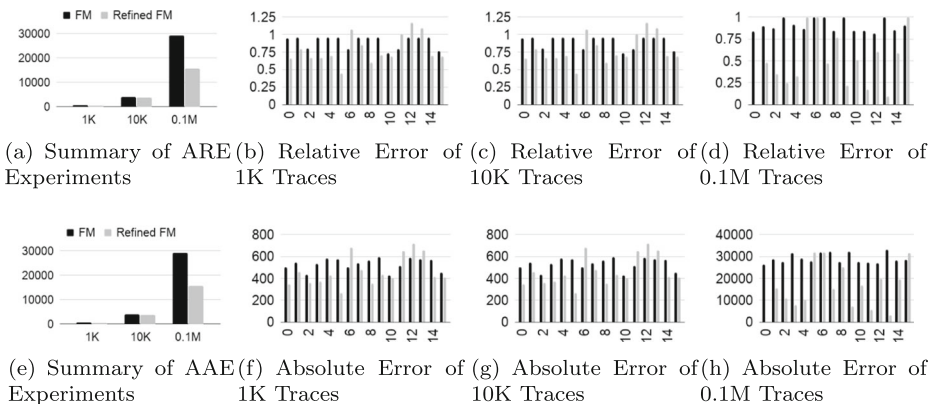 FM Refined FM
40000
30000
20000
10000
0
1K 10K 0.1M
1.25
1
0.75
0.5
0.25
0
0 2 4 6 8 10 12 14
1.25
1
0.75
0.5
0.25
0
0 2 4 6 8 10 12 14
1
0.75
0.5
0.25
0
0 2 4 6 8 10 12 14
(a) Summary of ARE Experiments
(b) Relative Error of 1K Traces
(c) Relative Error of 10K Traces
(d) Relative Error of 0.1M Traces
FM Refined FM
30000
20000
10000
0
1K 10K 0.1M
800
600
400
200
0
0 2 4 6 8 10 12 14
800
600
400
200
0
0 2 4 6 8 10 12 14
40000
30000
20000
10000
0
0 2 4 6 8 10 12 14
(e) Summary of AAE Experiments
(f) Absolute Error of 1K Traces
(g) Absolute Error of 10K Traces
(h) Absolute Error of 0.1M Traces